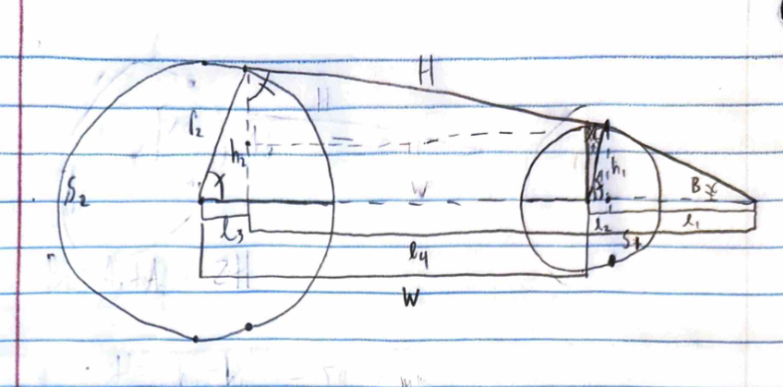 H
r₂
h₂
h₁
W
B
S₂
l₃
l₂
l₁
S₁
l₄
W